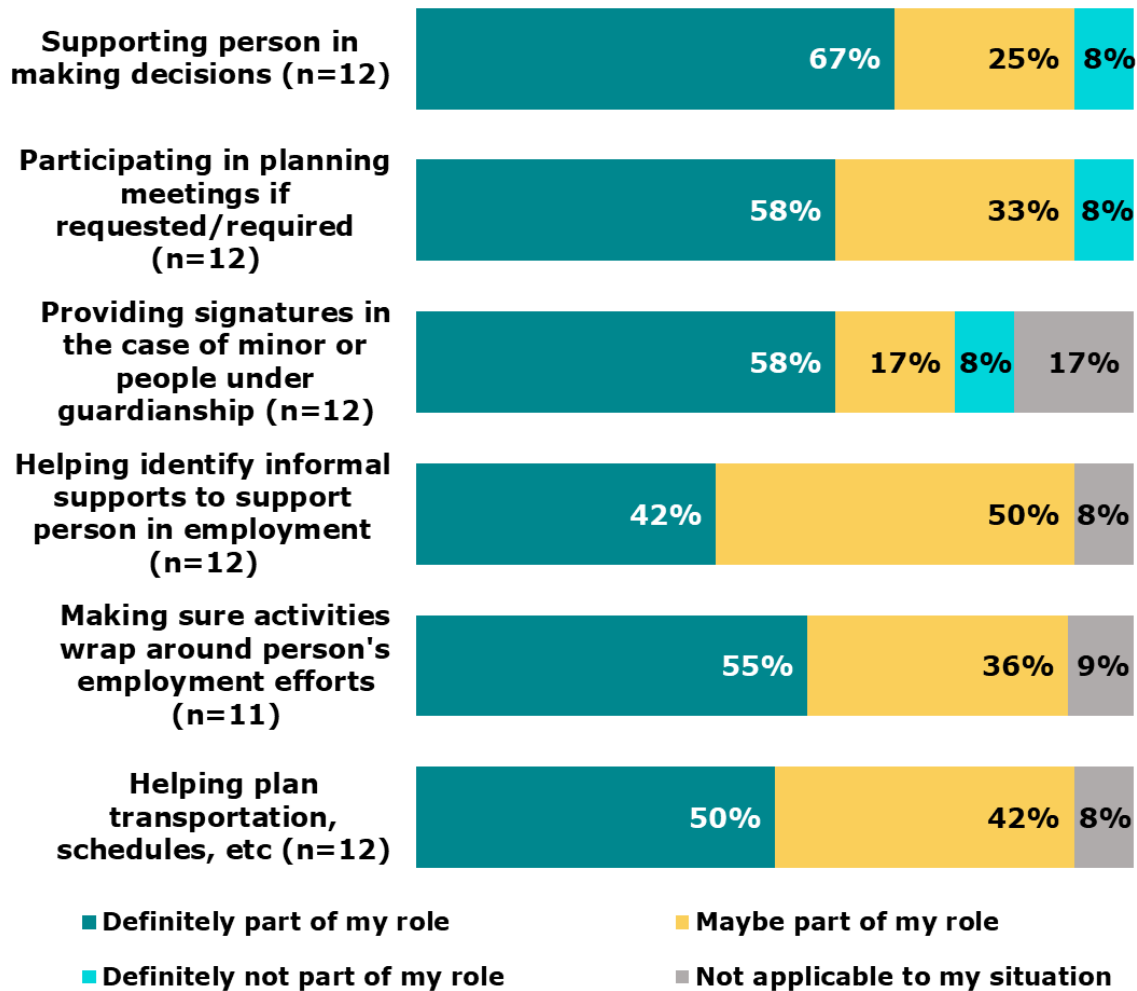 Supporting person in
making decisions (n=12)
67% 25% 8%
Participating in planning
meetings if
requested/required
(n=12)
58% 33% 8%
Providing signatures in
the case of minor or
people under
guardianship (n=12)
58% 17% 8% 17%
Helping identify informal
supports to support
person in employment
(n=12)
42% 50% 8%
Making sure activities
wrap around person's
employment efforts
(n=11)
55% 36% 9%
Helping plan
transportation,
schedules, etc (n=12)
50% 42% 8%
Definitely part of my role
Maybe part of my role
Definitely not part of my role
Not applicable to my situation